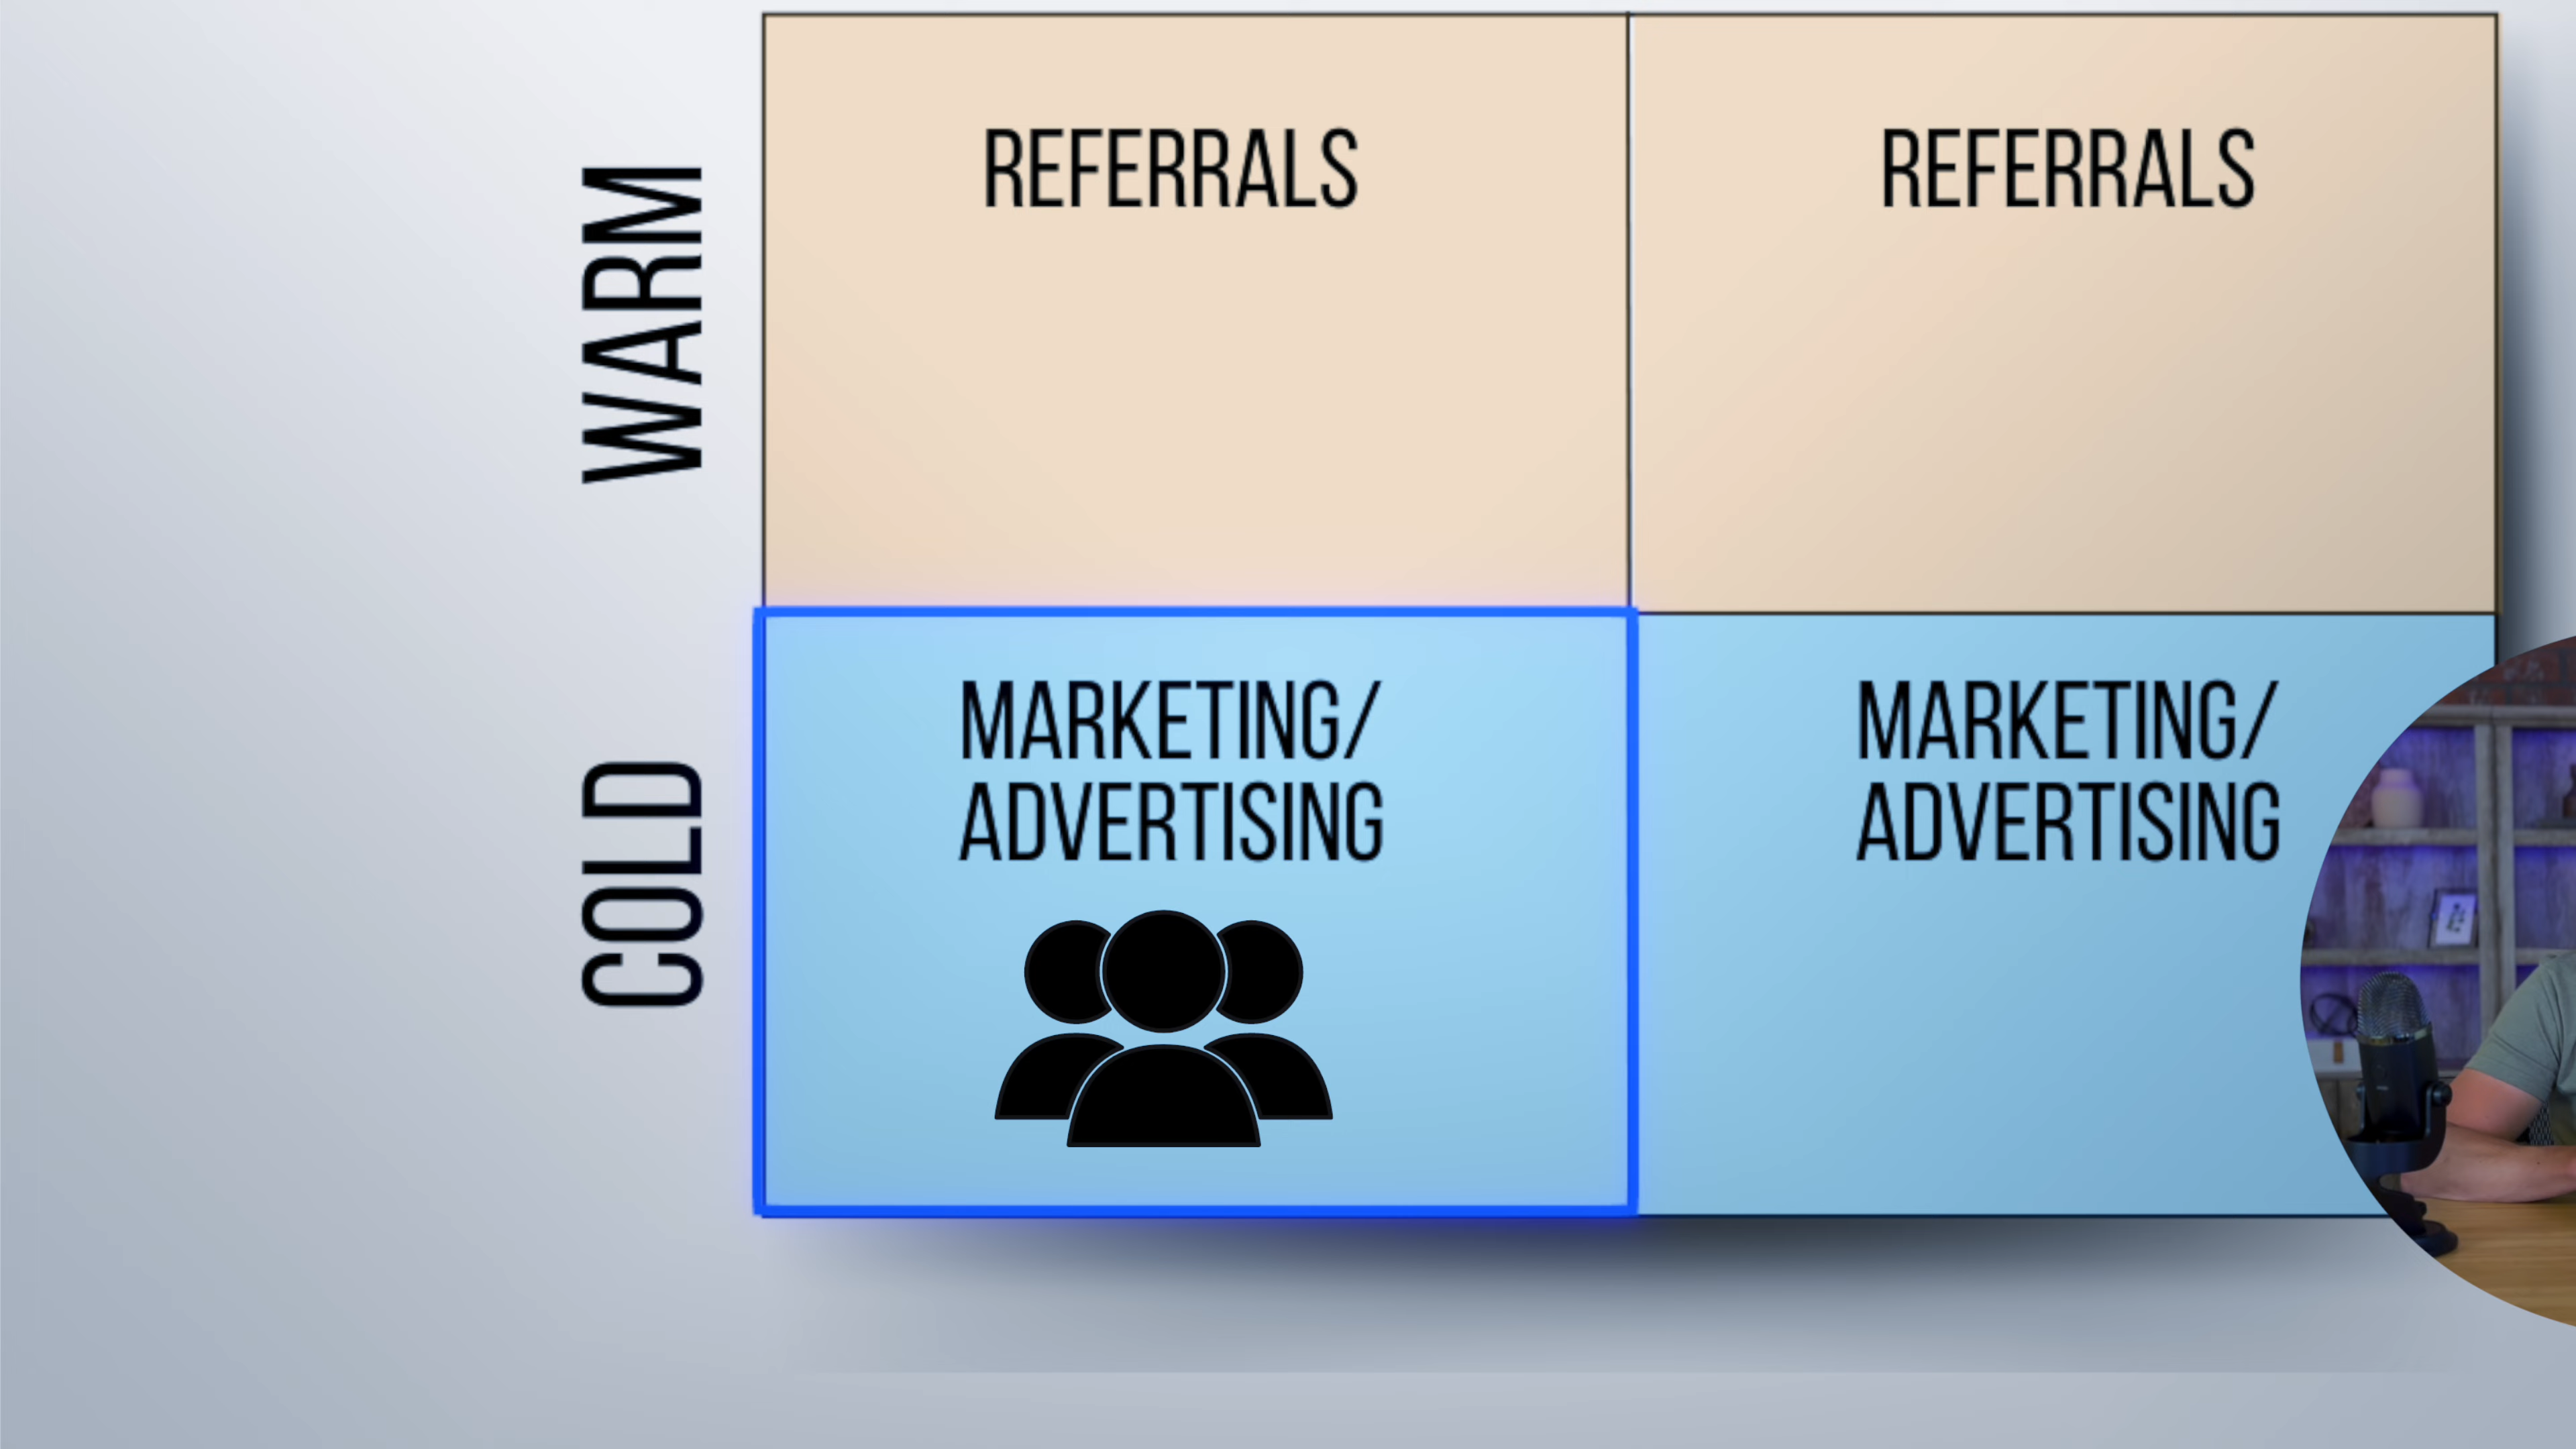 WARM
REFERRALS
REFERRALS
COLD
MARKETING/
ADVERTISING
MARKETING/
ADVERTISING